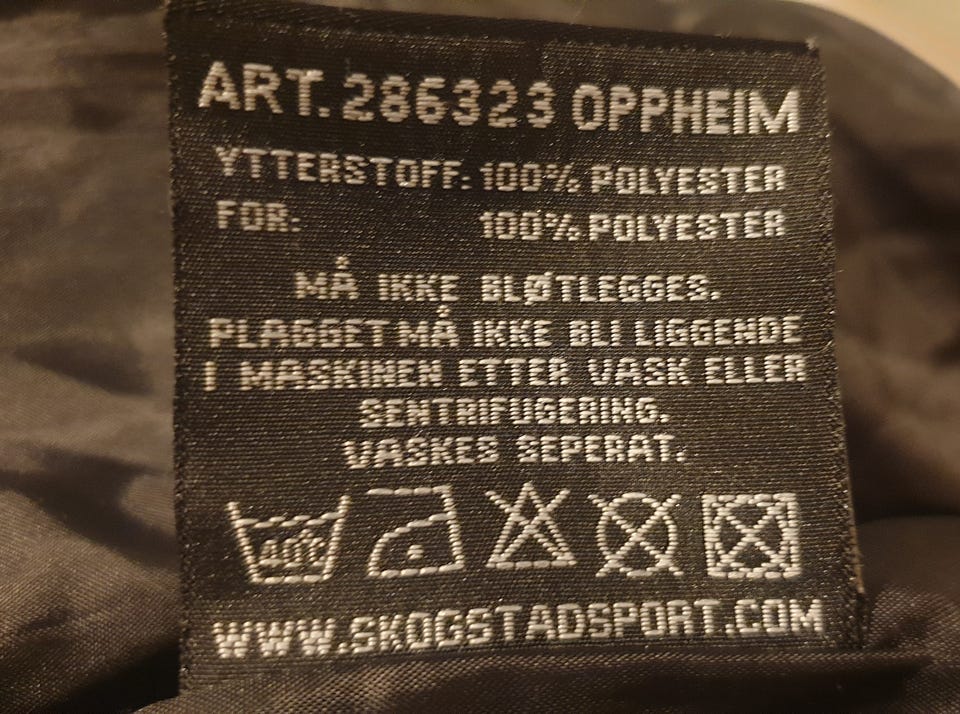 ART. 286323 OPPHEIM
YTTERSTOFF: 100% POLYESTER
FOR: 100% POLYESTER
MÅ IKKE BLØTLEGGES.
PLAGGET MÅ IKKE BLI LIGGENDE
I MASKINEN ETTER VASK ELLER
SENTRIFUGERING.
VASKES SEPERAT.
40°C
WWW.SKOGSTADSPORT.COM